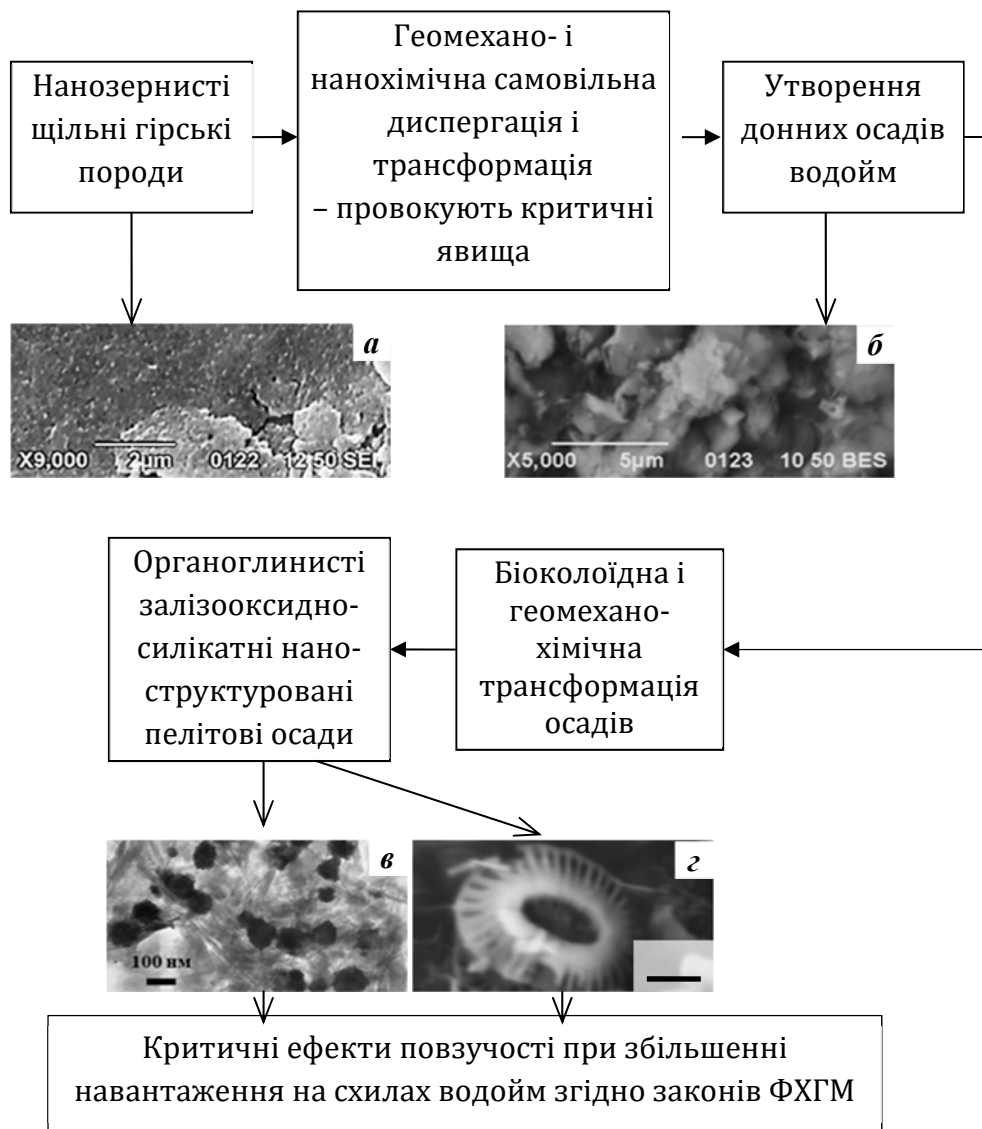 Нанозернисті
щільні гірські
породи
Геомехано- і
нанохімічна самовільна
диспергація і
трансформація
– провокують критичні
явища
Утворення
донних осадів
водойм
а
X9,000 2μm 0122 12 50 SEI
б
X5,000 5μm 0123 10 50 BES
Органоглинисті
залізооксидно-
силікатні нано-
структуровані
пелітові осади
Біоколоїдна і
геомехано-
хімічна
трансформація
осадів
в
100 нм
г
Критичні ефекти повзучості при збільшенні
навантаження на схилах водойм згідно законів ФХГМ